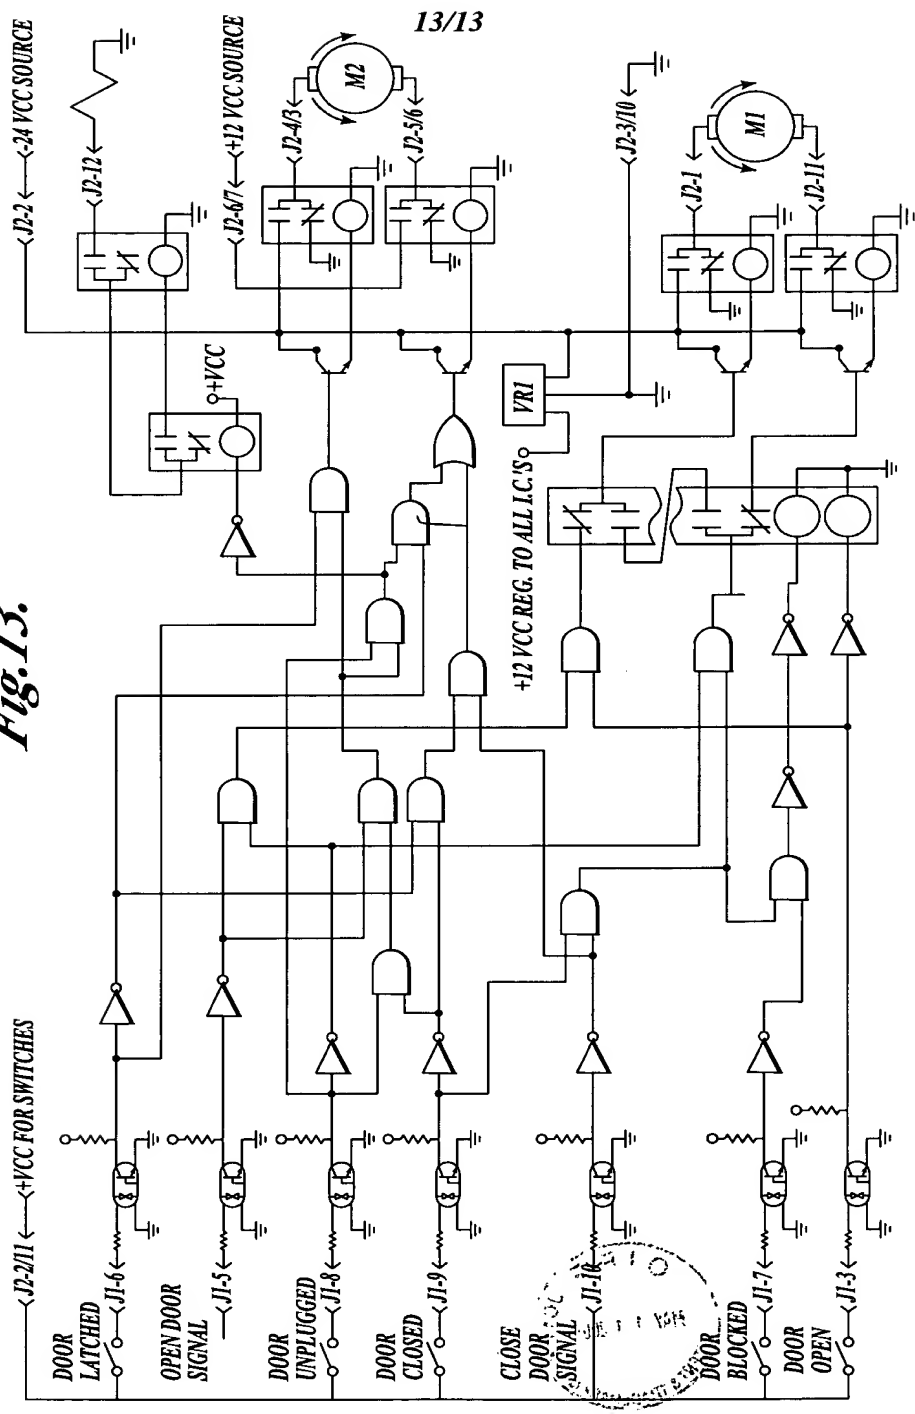 13/13
Fig.13.
J2-2 -24 VCC SOURCE
J2-12
J2-6/7 +12 VCC SOURCE
J2-4/3
M2
J2-5/6
J2-3/10
J2-1
M1
J2-11
+VCC
VR1
+12 VCC REG. TO ALL I.C.'S
J2-2/11 +VCC FOR SWITCHES
DOOR
LATCHED
J1-6
OPEN DOOR
SIGNAL
J1-5
DOOR
UNPLUGGED
J1-8
DOOR
CLOSED
J1-9
CLOSE
DOOR
SIGNAL
J1-10
DOOR
BLOCKED
J1-7
DOOR
OPEN
J1-3